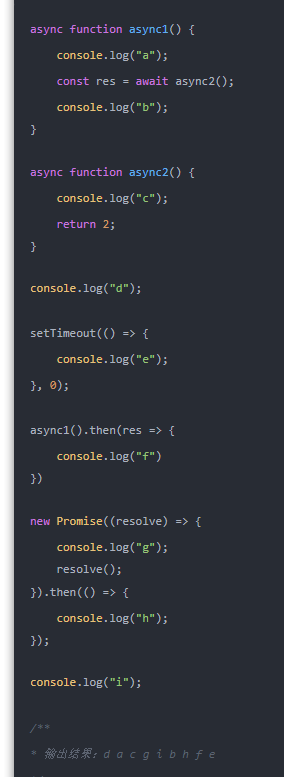 async function async1() {
console.log("a");
const res = await async2();
console.log("b");
}
async function async2() {
console.log("c");
return 2;
}
console.log("d");
setTimeout(() => {
console.log("e");
}, 0);
async1().then(res => {
console.log("f")
})
new Promise((resolve) => {
console.log("g");
resolve();
}).then(() => {
console.log("h");
});
console.log("i");
/**
* 输出结果：d a c g i b h f e